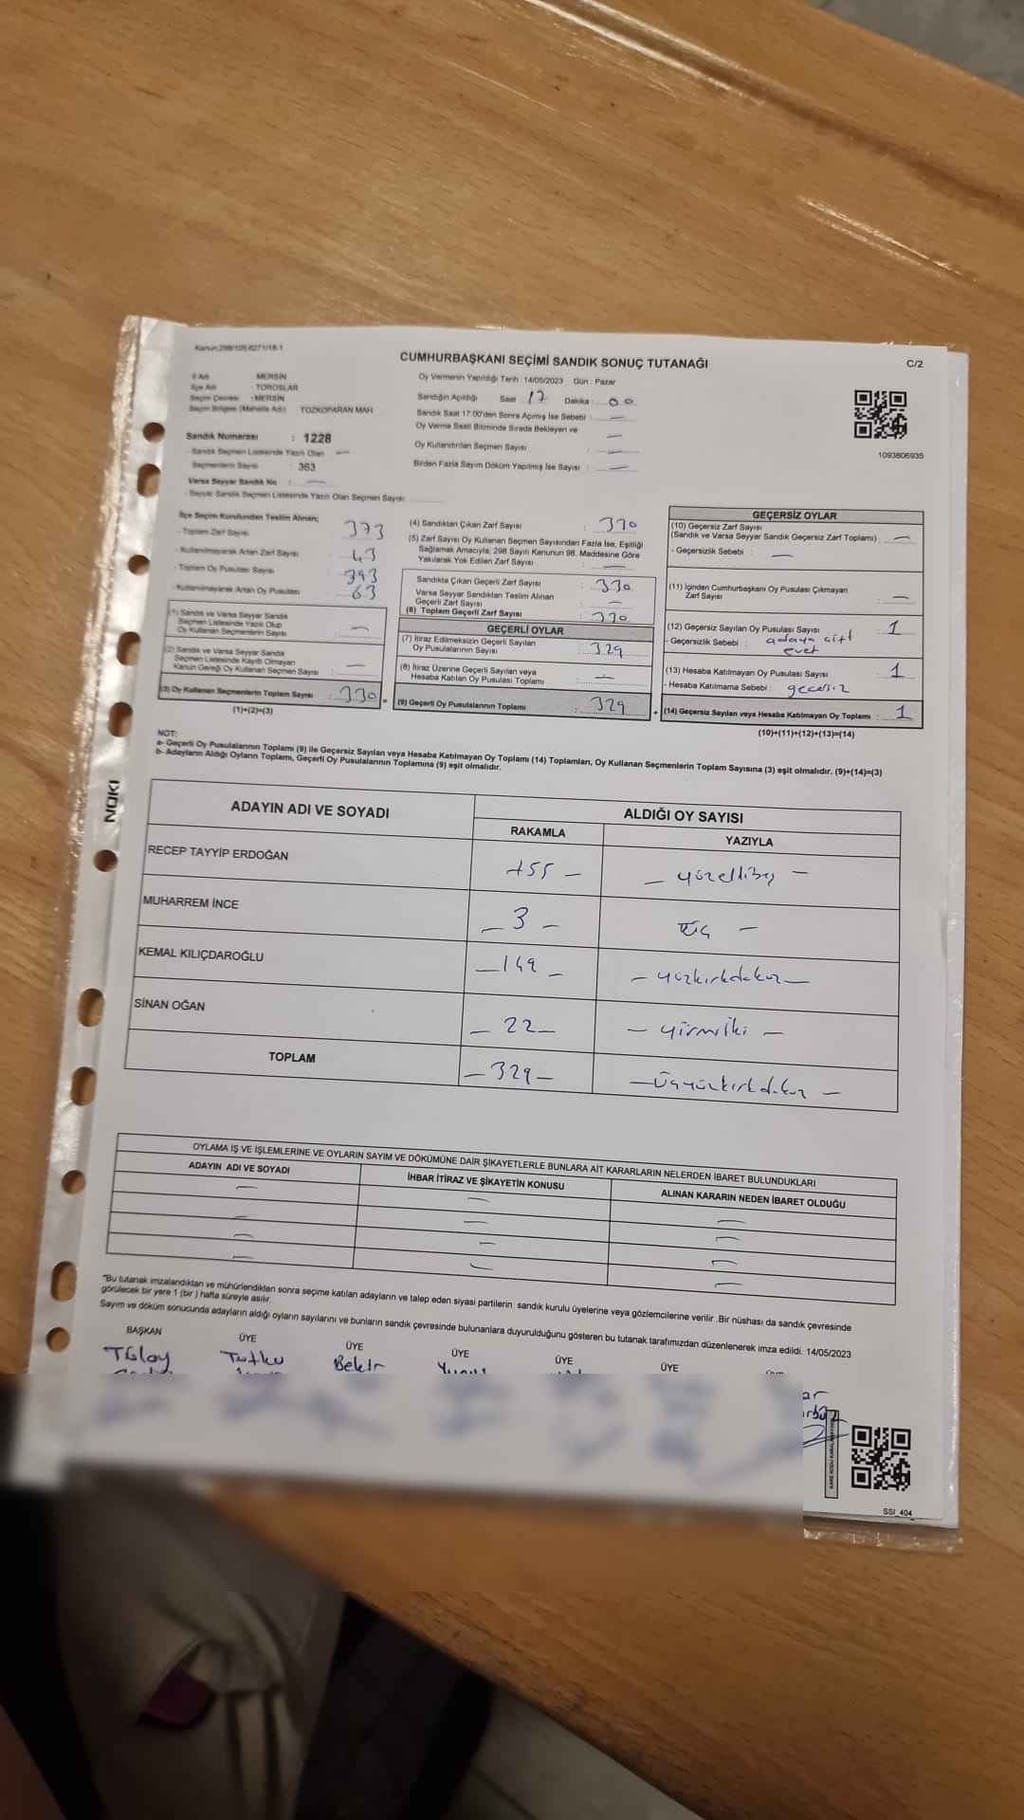 Kanun:298/105-6271/18-1
CUMHURBAŞKANI SEÇİMİ SANDIK SONUÇ TUTANAĞI
C/2
İl Adı : MERSİN
İlçe Adı : TOROSLAR
Seçim Çevresi : MERSİN
Seçim Bölgesi (Mahalle Adı) : TOZKOPARAN MAH
Sandık Numarası : 1228
- Sandık Seçmen Listesinde Yazılı Olan —
Seçmenlerin Sayısı : 363
Varsa Seyyar Sandık No : —
- Seyyar Sandık Seçmen Listesinde Yazılı Olan Seçmen Sayısı:
Oy Vermenin Yapıldığı Tarih :14/05/2023 Gün : Pazar
Sandığın Açıldığı Saat : 17 Dakika : 00
Sandık Saat 17:00'den Sonra Açılmış İse Sebebi : —
Oy Verme Saati Bitiminde Sırada Bekleyen ve
Oy Kullandırılan Seçmen Sayısı : —
Birden Fazla Sayım Döküm Yapılmış İse Sayısı : —
1093806935
İlçe Seçim Kurulundan Teslim Alınan;
- Toplam Zarf Sayısı : 373
- Kullanılmayarak Artan Zarf Sayısı : 43
- Toplam Oy Pusulası Sayısı : 393
- Kullanılmayarak Artan Oy Pusulası : 63
(1) Sandık ve Varsa Seyyar Sandık
Seçmen Listesinde Yazılı Olup
Oy Kullanan Seçmenlerin Sayısı : —
(2) Sandık ve Varsa Seyyar Sandık
Seçmen Listesinde Kayıtlı Olmayan
Kanun Gereği Oy Kullanan Seçmen Sayısı : —
(3) Oy Kullanan Seçmenlerin Toplam Sayısı : 330
(1)+(2)=(3)
(4) Sandıktan Çıkan Zarf Sayısı : 330
(5) Zarf Sayısı Oy Kullanan Seçmen Sayısından Fazla İse, Eşitliği
Sağlamak Amacıyla, 298 Sayılı Kanunun 98. Maddesine Göre
Yakılarak Yok Edilen Zarf Sayısı : —
Sandıkta Çıkan Geçerli Zarf Sayısı : 330
Varsa Seyyar Sandıktan Teslim Alınan
Geçerli Zarf Sayısı : —
(6) Toplam Geçerli Zarf Sayısı : 330
GEÇERLİ OYLAR
(7) İtiraz Edilmeksizin Geçerli Sayılan
Oy Pusulalarının Sayısı : 329
(8) İtiraz Üzerine Geçerli Sayılan veya
Hesaba Katılan Oy Pusulası Toplamı : —
(9) Geçerli Oy Pusulalarının Toplamı : 329
GEÇERSİZ OYLAR
(10) Geçersiz Zarf Sayısı
(Sandık ve Varsa Seyyar Sandık Geçersiz Zarf Toplamı) : —
- Geçersizlik Sebebi : —
(11) İçinden Cumhurbaşkanı Oy Pusulası Çıkmayan
Zarf Sayısı : —
(12) Geçersiz Sayılan Oy Pusulası Sayısı : 1
- Geçersizlik Sebebi : adaya ait
evet
(13) Hesaba Katılmayan Oy Pusulası Sayısı : 1
- Hesaba Katılmama Sebebi : geçersiz
(14) Geçersiz Sayılan veya Hesaba Katılmayan Oy Toplamı : 1
(10)+(11)+(12)+(13)=(14)
NOT:
a- Geçerli Oy Pusulalarının Toplamı (9) ile Geçersiz Sayılan veya Hesaba Katılmayan Oy Toplamı (14) Toplamları, Oy Kullanan Seçmenlerin Toplam Sayısına (3) eşit olmalıdır. (9)+(14)=(3)
b- Adayların Aldığı Oyların Toplamı, Geçerli Oy Pusulalarının Toplamına (9) eşit olmalıdır.
NOKI
ADAYIN ADI VE SOYADI ALDIĞI OY SAYISI
RAKAMLA YAZIYLA
RECEP TAYYİP ERDOĞAN 155 — — yüzellibeş —
MUHARREM İNCE — 3 — üç —
KEMAL KILIÇDAROĞLU — 149 — — yüzkırkdokuz —
SİNAN OĞAN — 22 — — yirmiiki —
TOPLAM — 329 — — üçyüzkırkdokuz —
OYLAMA İŞ VE İŞLEMLERİNE VE OYLARIN SAYIM VE DÖKÜMÜNE DAİR ŞİKAYETLERLE BUNLARA AİT KARARLARIN NELERDEN İBARET BULUNDUKLARI
ADAYIN ADI VE SOYADI İHBAR İTİRAZ VE ŞİKAYETİN KONUSU ALINAN KARARIN NEDEN İBARET OLDUĞU
— — —
— — —
— — —
— — —
"Bu tutanak imzalandıktan ve mühürlendikten sonra seçime katılan adayların ve talep eden siyasi partilerin sandık kurulu üyelerine veya gözlemcilerine verilir .Bir nüshası da sandık çevresinde
görülecek bir yere 1 (bir ) hafta süreyle asılır.
Sayım ve döküm sonucunda adayların aldığı oyların sayılarını ve bunların sandık çevresinde bulunanlara duyurulduğunu gösteren bu tutanak tarafımızdan düzenlenerek imza edildi. 14/05/2023
BAŞKAN ÜYE ÜYE ÜYE ÜYE ÜYE
Tülay Tutku Bekir
SSI_404_